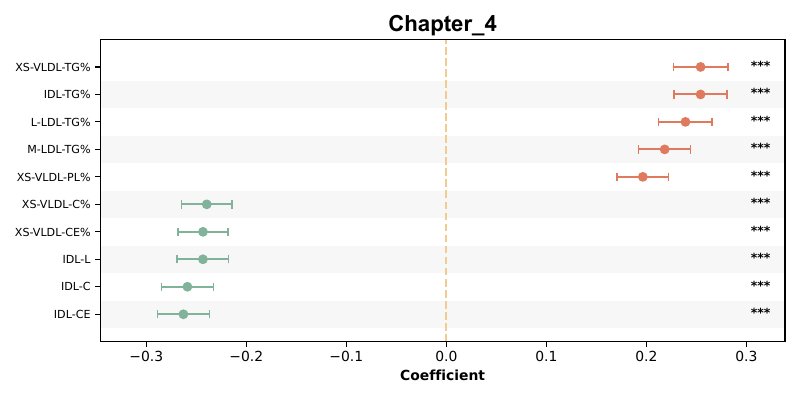 Chapter_4
XS-VLDL-TG% ***
IDL-TG% ***
L-LDL-TG% ***
M-LDL-TG% ***
XS-VLDL-PL% ***
XS-VLDL-C% ***
XS-VLDL-CE% ***
IDL-L ***
IDL-C ***
IDL-CE ***
−0.3 −0.2 −0.1 0.0 0.1 0.2 0.3
Coefficient